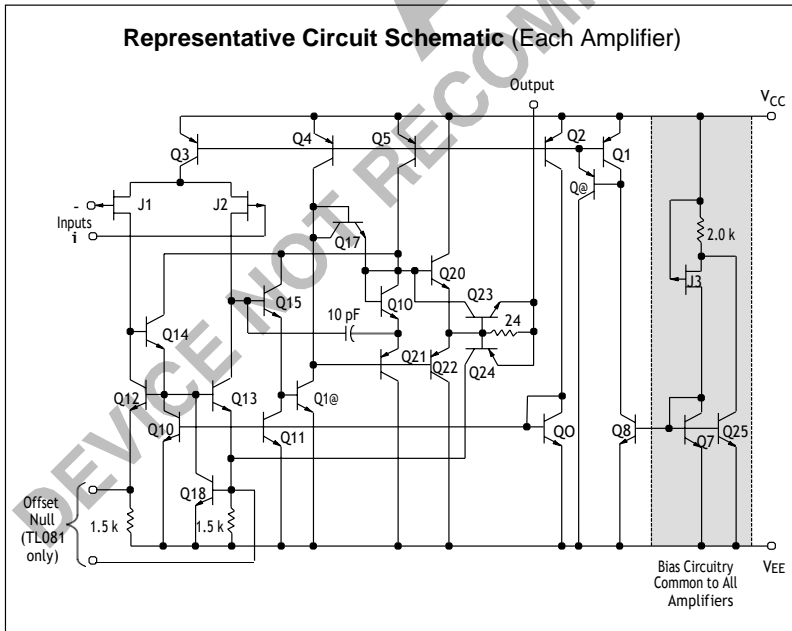 Representative Circuit Schematic (Each Amplifier)
Output
VCC
Q3
Q4
Q5
Q2
Q1
Q@
-
J1
J2
Inputs
i
Q17
2.0 k
J3
Q20
Q15
Q10
Q23
10 pF
24
Q14
Q21
Q22
Q24
Q12
Q13
Q1@
Q10
Q11
QO
Q8
Q7
Q25
Q18
Offset
Null
(TL081
only)
1.5 k
1.5 k
VEE
Bias Circuitry
Common to All
Amplifiers
DEVICE NOT RECOM